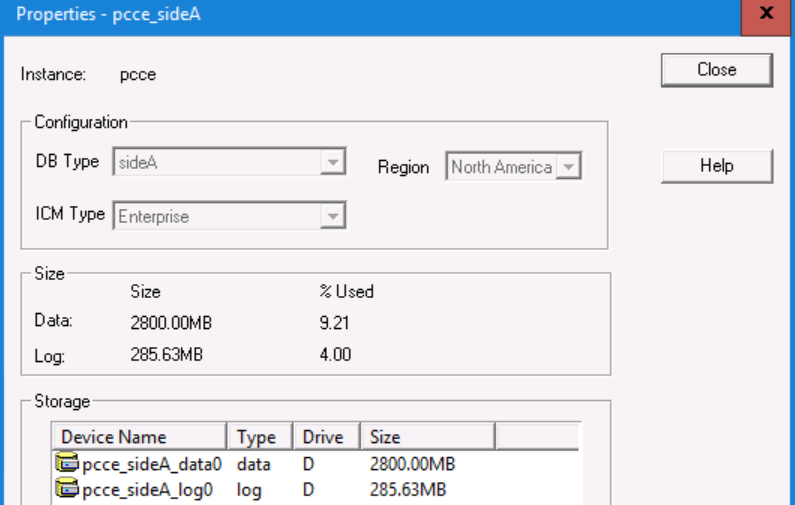 Properties - pcce_sideA
x
Instance: pcce
Close
Configuration
DB Type sideA Region North America
Help
ICM Type Enterprise
Size
Size % Used
Data: 2800.00MB 9.21
Log: 285.63MB 4.00
Storage
Device Name Type Drive Size
pcce_sideA_data0 data D 2800.00MB
pcce_sideA_log0 log D 285.63MB